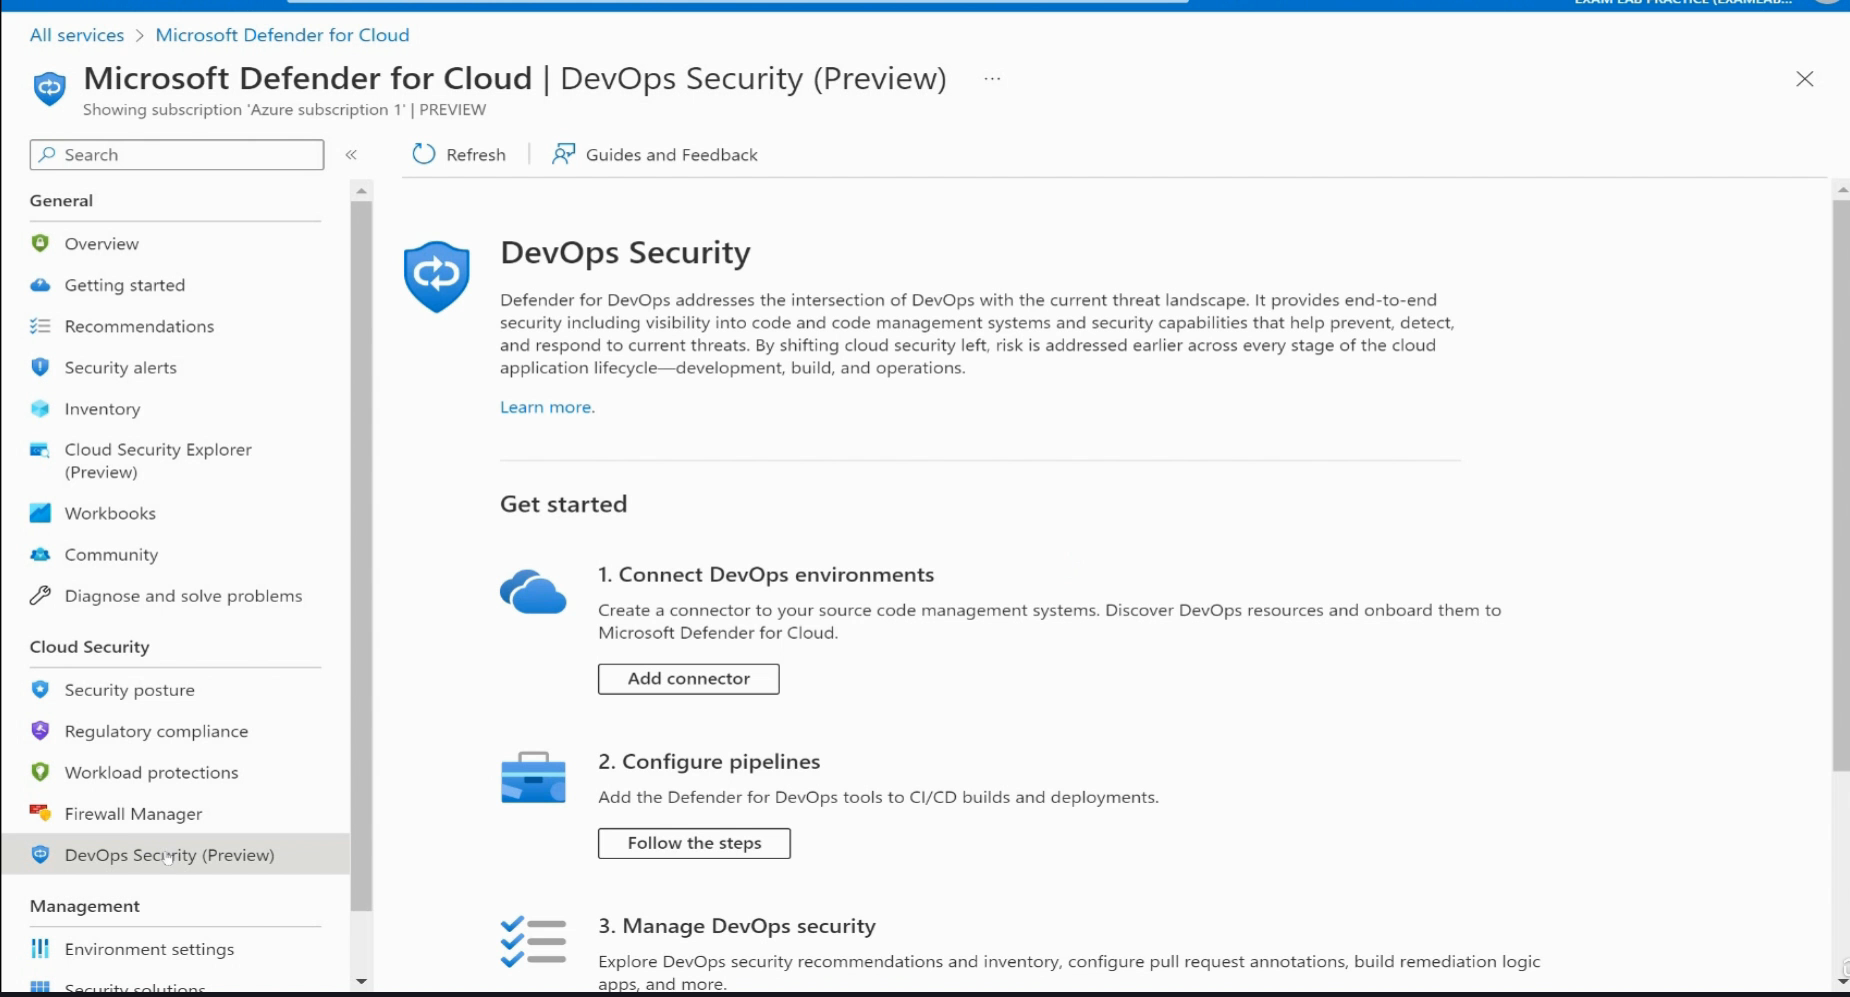 EXAM LAB PRACTICE (EXAMLAB...
All services > Microsoft Defender for Cloud
Microsoft Defender for Cloud | DevOps Security (Preview) ...
Showing subscription 'Azure subscription 1' | PREVIEW
Search
«
Refresh
Guides and Feedback
General
Overview
Getting started
Recommendations
Security alerts
Inventory
Cloud Security Explorer
(Preview)
Workbooks
Community
Diagnose and solve problems
Cloud Security
Security posture
Regulatory compliance
Workload protections
Firewall Manager
DevOps Security (Preview)
Management
Environment settings
Security solutions
DevOps Security
Defender for DevOps addresses the intersection of DevOps with the current threat landscape. It provides end-to-end
security including visibility into code and code management systems and security capabilities that help prevent, detect,
and respond to current threats. By shifting cloud security left, risk is addressed earlier across every stage of the cloud
application lifecycle—development, build, and operations.
Learn more.
Get started
1. Connect DevOps environments
Create a connector to your source code management systems. Discover DevOps resources and onboard them to
Microsoft Defender for Cloud.
Add connector
2. Configure pipelines
Add the Defender for DevOps tools to CI/CD builds and deployments.
Follow the steps
3. Manage DevOps security
Explore DevOps security recommendations and inventory, configure pull request annotations, build remediation logic
apps, and more.